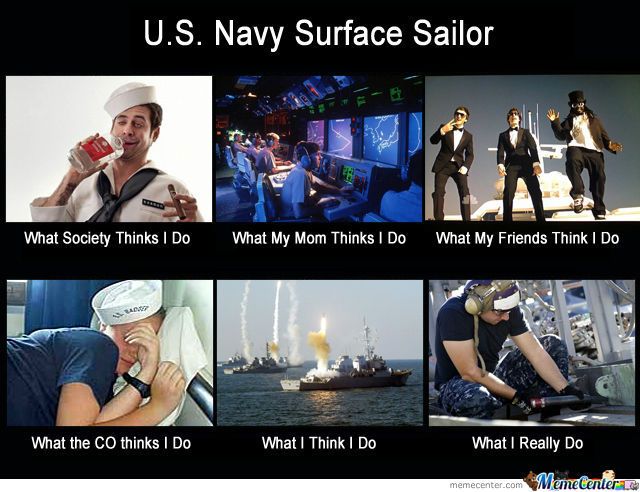 U.S. Navy Surface Sailor
What Society Thinks I Do
What My Mom Thinks I Do
What My Friends Think I Do
What the CO thinks I Do
What I Think I Do
What I Really Do
memecenter.com
MemeCenter